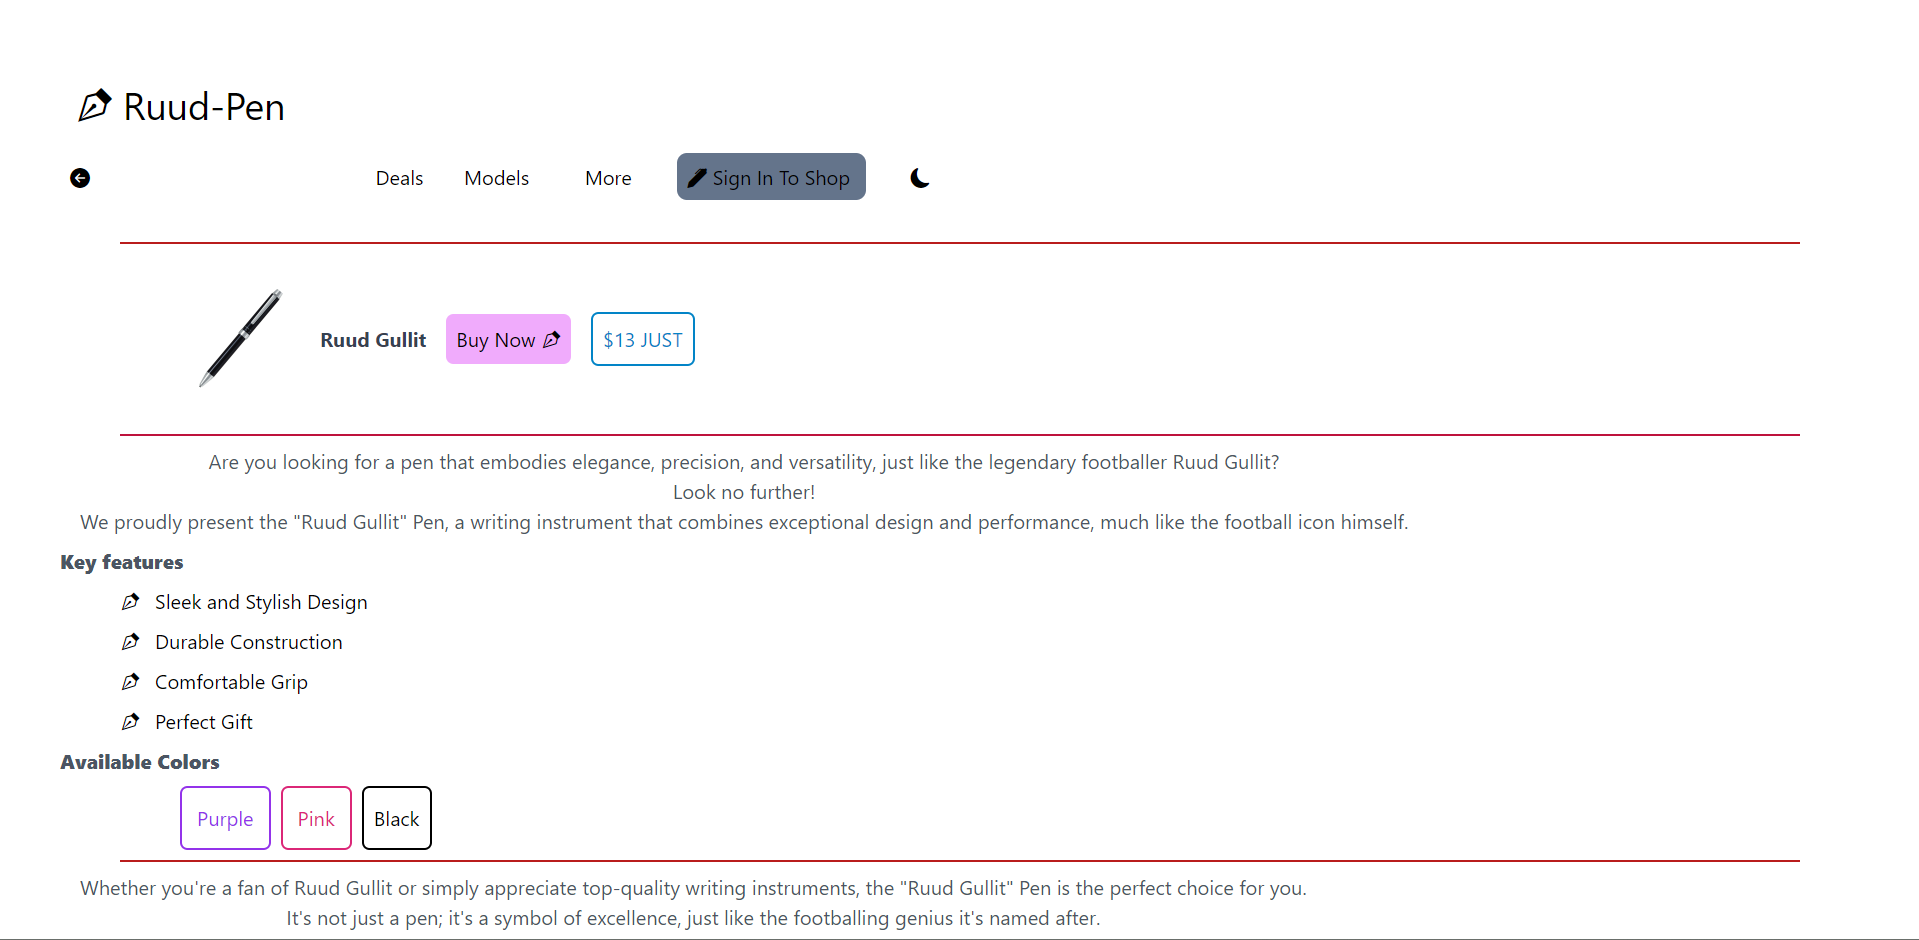 Ruud-Pen
Deals Models More Sign In To Shop
Ruud Gullit Buy Now $13 JUST
Are you looking for a pen that embodies elegance, precision, and versatility, just like the legendary footballer Ruud Gullit?
Look no further!
We proudly present the "Ruud Gullit" Pen, a writing instrument that combines exceptional design and performance, much like the football icon himself.
Key features
Sleek and Stylish Design
Durable Construction
Comfortable Grip
Perfect Gift
Available Colors
Purple Pink Black
Whether you're a fan of Ruud Gullit or simply appreciate top-quality writing instruments, the "Ruud Gullit" Pen is the perfect choice for you.
It's not just a pen; it's a symbol of excellence, just like the footballing genius it's named after.